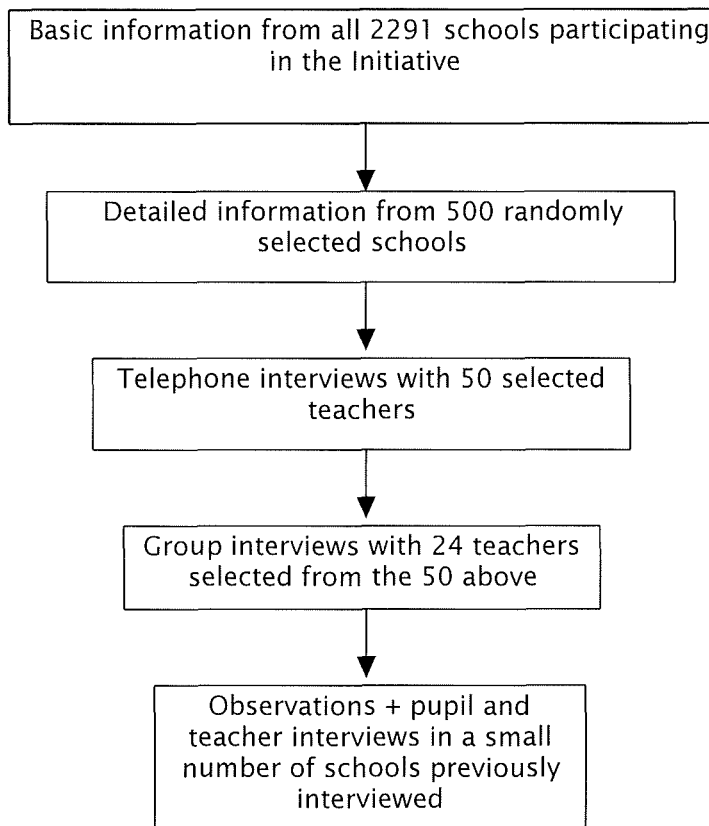 Basic information from all 2291 schools participating
in the Initiative
Detailed information from 500 randomly
selected schools
Telephone interviews with 50 selected
teachers
Group interviews with 24 teachers
selected from the 50 above
Observations + pupil and
teacher interviews in a small
number of schools previously
interviewed